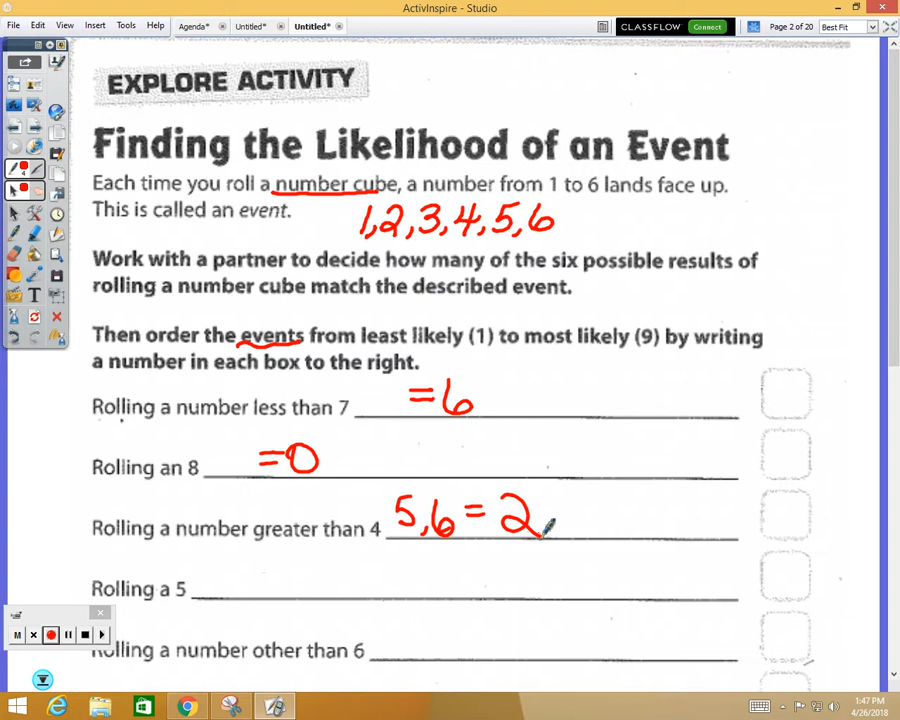 ActivInspire - Studio
File Edit View Insert Tools Help Agenda* Untitled* Untitled* CLASSFLOW Connect Page 2 of 20 Best Fit
EXPLORE ACTIVITY
Finding the Likelihood of an Event
Each time you roll a number cube, a number from 1 to 6 lands face up.
This is called an event. 1,2,3,4,5,6
Work with a partner to decide how many of the six possible results of
rolling a number cube match the described event.
Then order the events from least likely (1) to most likely (9) by writing
a number in each box to the right.
Rolling a number less than 7 =6
Rolling an 8 =0
Rolling a number greater than 4 5,6=2
Rolling a 5
Rolling a number other than 6
4
T
M
1:47 PM
4/26/2018